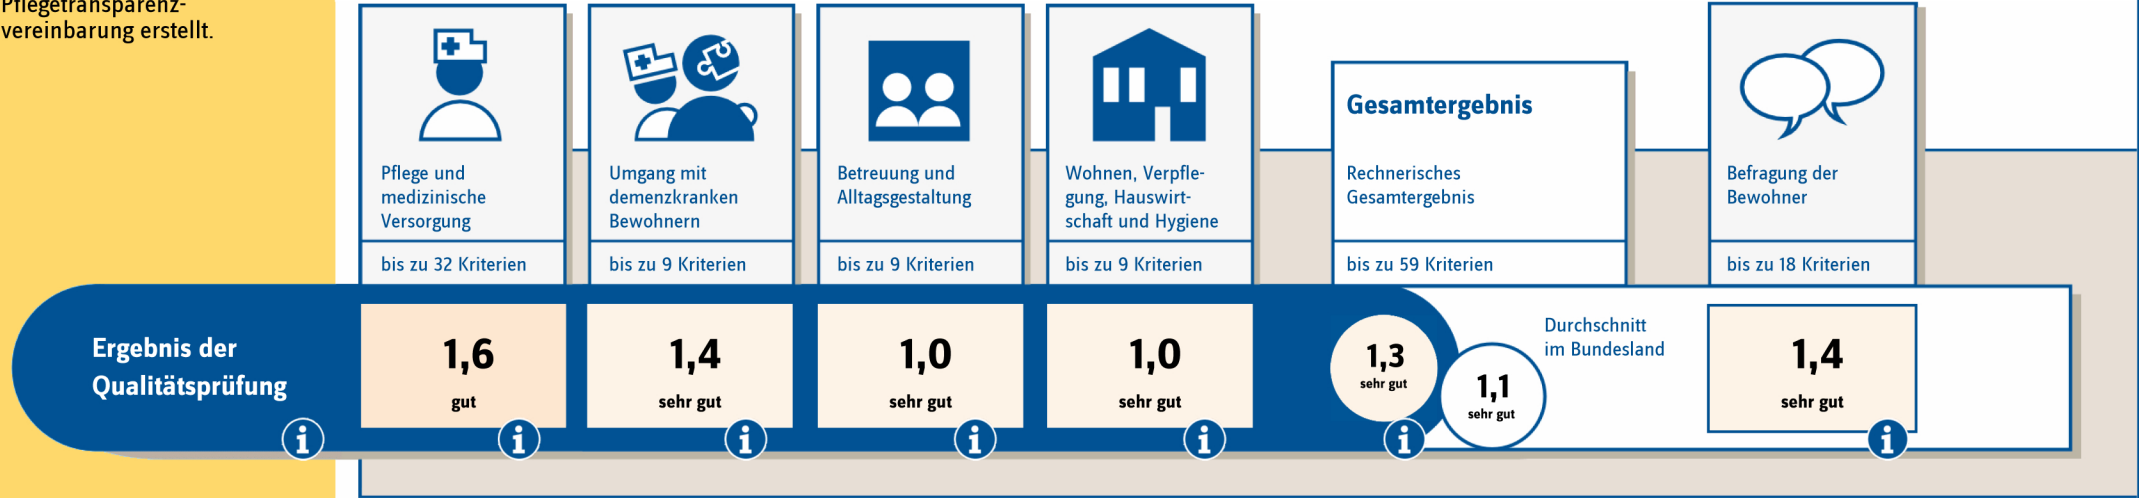 Pflegetransparenz-
vereinbarung erstellt.
Pflege und
medizinische
Versorgung
bis zu 32 Kriterien
Umgang mit
demenzkranken
Bewohnern
bis zu 9 Kriterien
Betreuung und
Alltagsgestaltung
bis zu 9 Kriterien
Wohnen, Verpfle-
gung, Hauswirt-
schaft und Hygiene
bis zu 9 Kriterien
Gesamtergebnis
Rechnerisches
Gesamtergebnis
bis zu 59 Kriterien
Befragung der
Bewohner
bis zu 18 Kriterien
Ergebnis der
Qualitätsprüfung
i
1,6
gut
i
1,4
sehr gut
i
1,0
sehr gut
i
1,0
sehr gut
i
1,3
sehr gut
i
1,1
sehr gut
Durchschnitt
im Bundesland
1,4
sehr gut
i